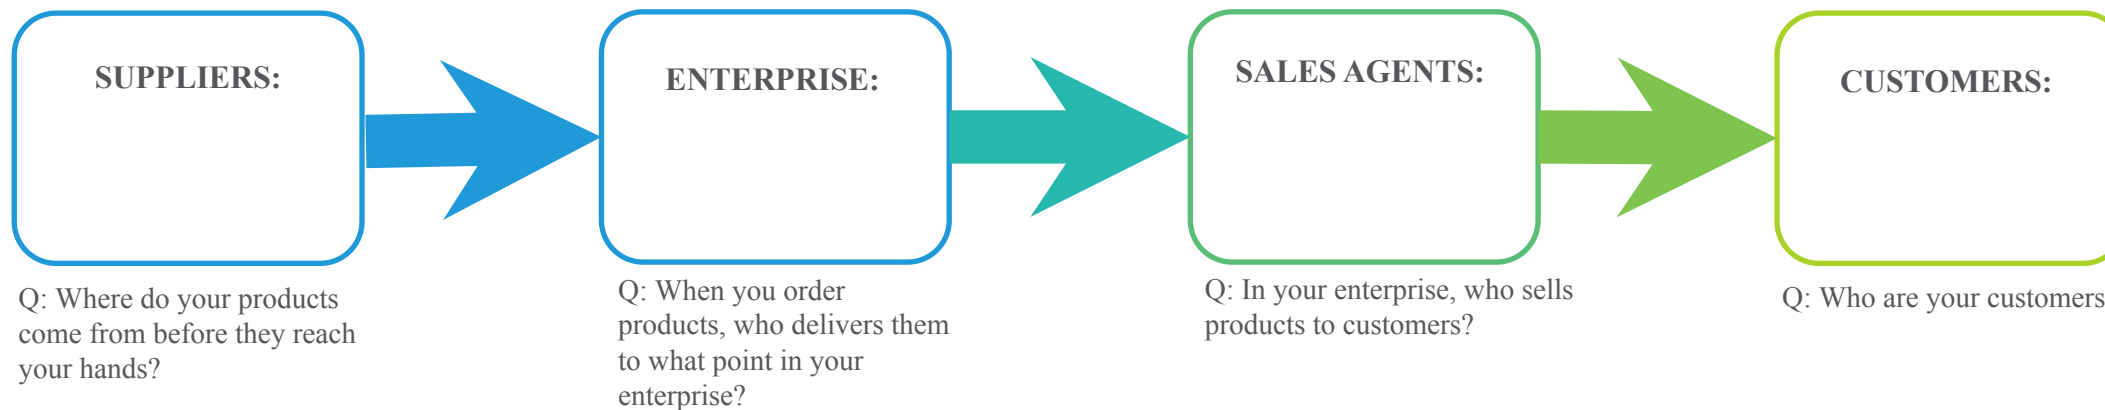 SUPPLIERS:
Q: Where do your products
come from before they reach
your hands?
ENTERPRISE:
Q: When you order
products, who delivers them
to what point in your
enterprise?
SALES AGENTS:
Q: In your enterprise, who sells
products to customers?
CUSTOMERS:
Q: Who are your customers